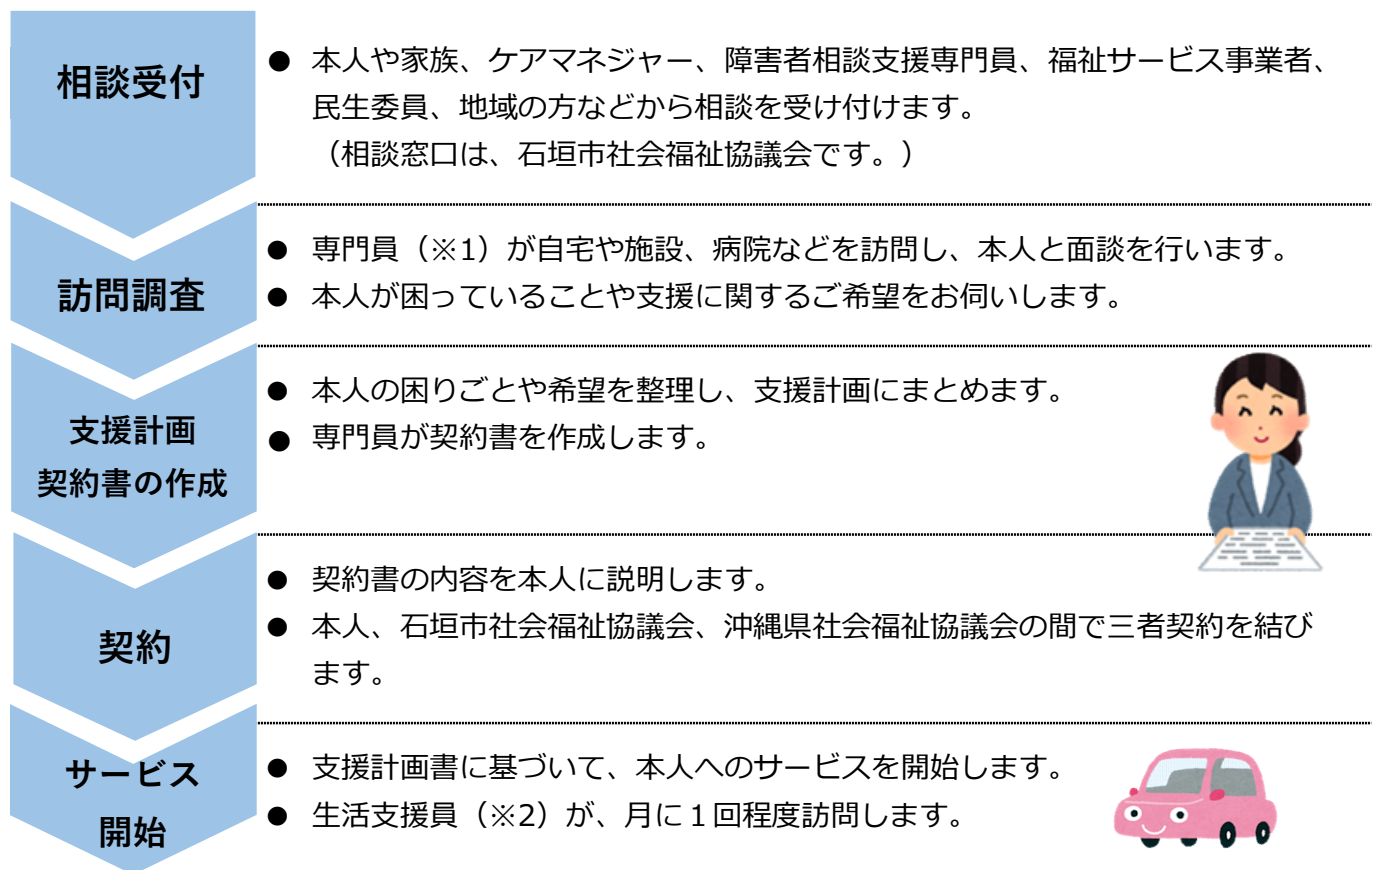 相談受付
● 本人や家族、ケアマネジャー、障害者相談支援専門員、福祉サービス事業者、
民生委員、地域の方などから相談を受け付けます。
（相談窓口は、石垣市社会福祉協議会です。）
訪問調査
● 専門員（※1）が自宅や施設、病院などを訪問し、本人と面談を行います。
● 本人が困っていることや支援に関するご希望をお伺いします。
支援計画
契約書の作成
● 本人の困りごとや希望を整理し、支援計画にまとめます。
● 専門員が契約書を作成します。
契約
● 契約書の内容を本人に説明します。
● 本人、石垣市社会福祉協議会、沖縄県社会福祉協議会の間で三者契約を結び
ます。
サービス
開始
● 支援計画書に基づいて、本人へのサービスを開始します。
● 生活支援員（※2）が、月に１回程度訪問します。